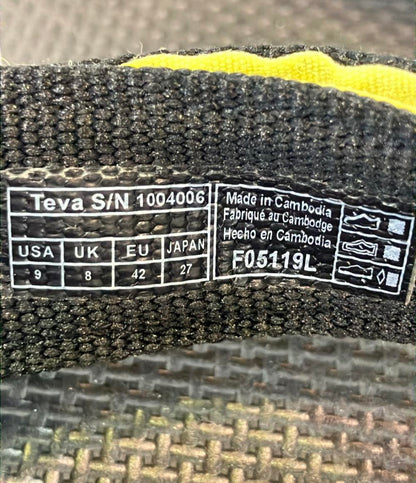 Teva S/N 1004006
USA UK EU JAPAN
9 8 42 27
Made in Cambodia
Fabriqué au Cambodge
Hecho en Cambodia
F05119L